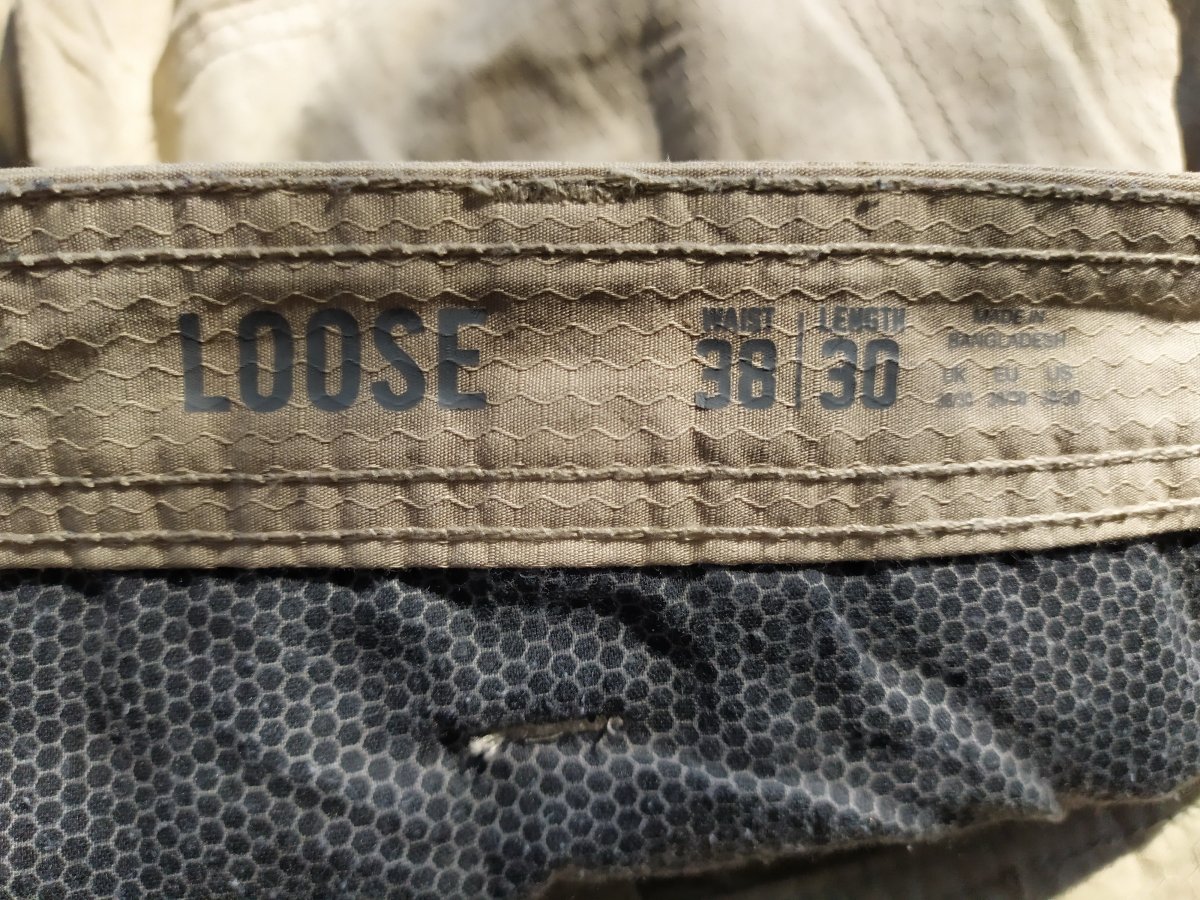 LOOSE
WAIST LENGTH
38 30
MADE IN
BANGLADESH
UK EU US